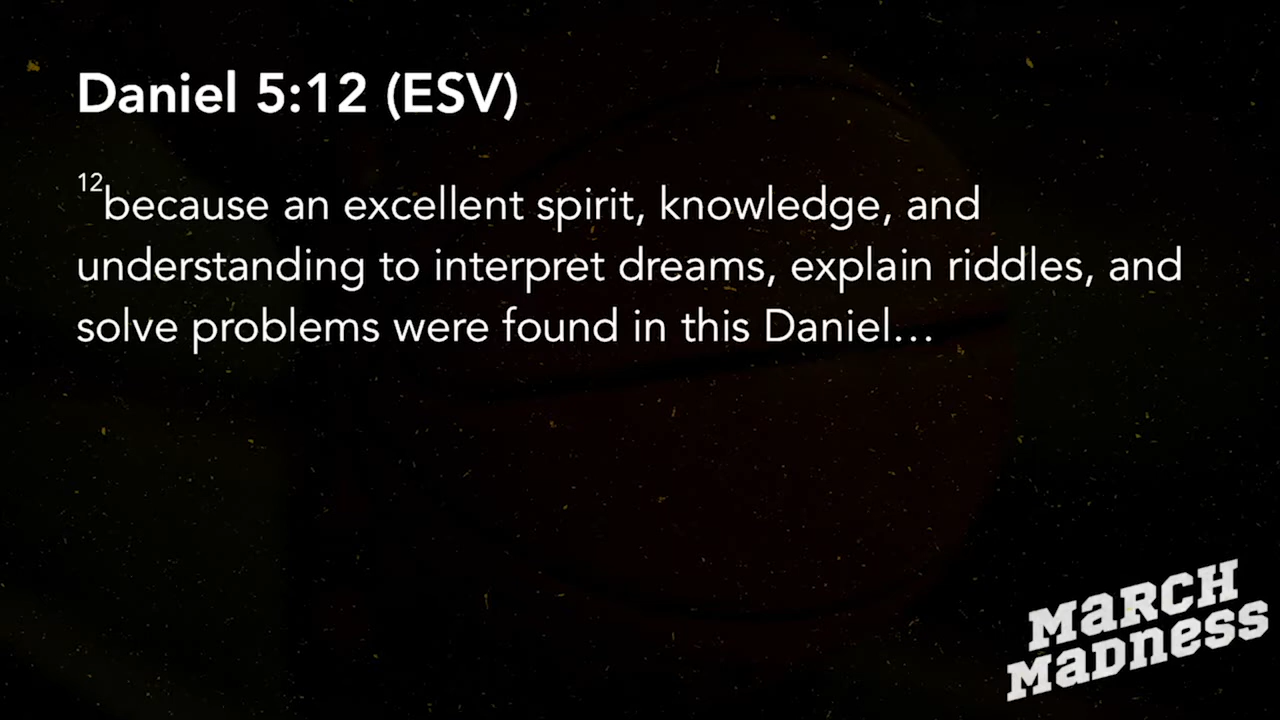 Daniel 5:12 (ESV)
12because an excellent spirit, knowledge, and
understanding to interpret dreams, explain riddles, and
solve problems were found in this Daniel…
MaRCH
MaDness